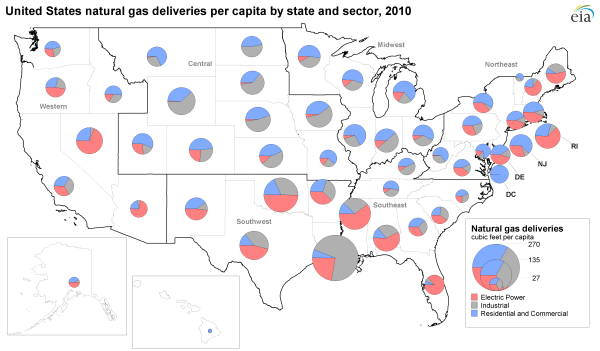 United States natural gas deliveries per capita by state and sector, 2010
eia
Midwest
Northeast
Central
Western
RI
NJ
DE
DC
Southeast
Southwest
Natural gas deliveries
cubic feet per capita
270
135
27
Electric Power
Industrial
Residential and Commercial